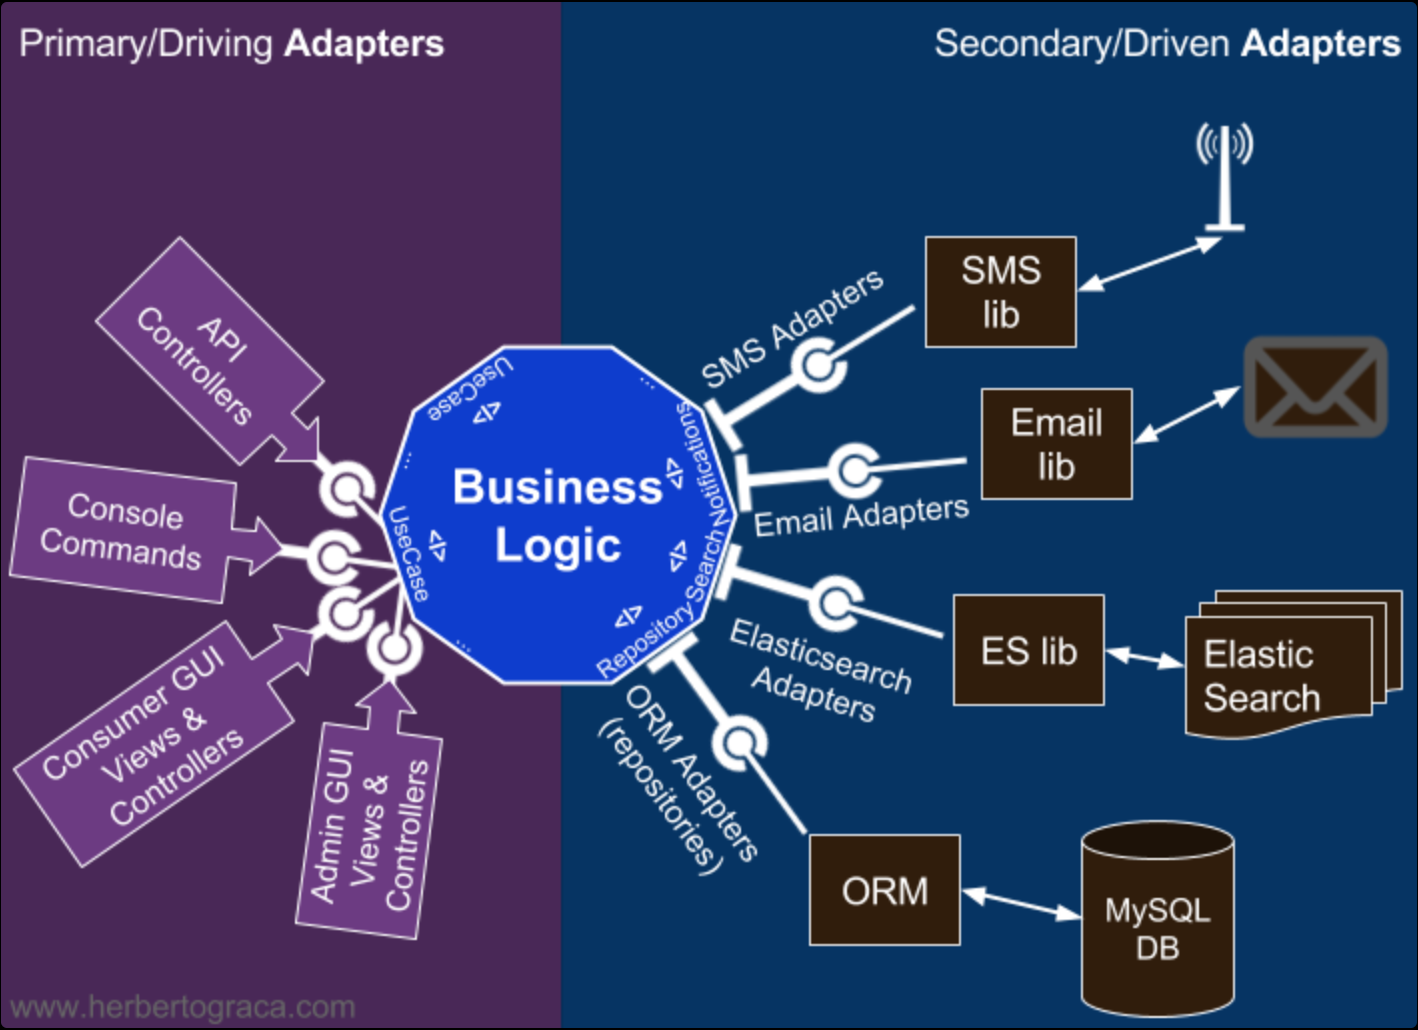 Primary/Driving Adapters
Secondary/Driven Adapters
API
Controllers
Console
Commands
Consumer GUI
Views &
Controllers
Admin GUI
Views &
Controllers
UseCase
</>
...
UseCase
</>
...
Business
Logic
...
Notifications
</>
Search
</>
Repository
</>
SMS Adapters
SMS
lib
Email Adapters
Email
lib
Elasticsearch
Adapters
ES lib
Elastic
Search
ORM Adapters
(repositories)
ORM
MySQL
DB
www.herbertograca.com